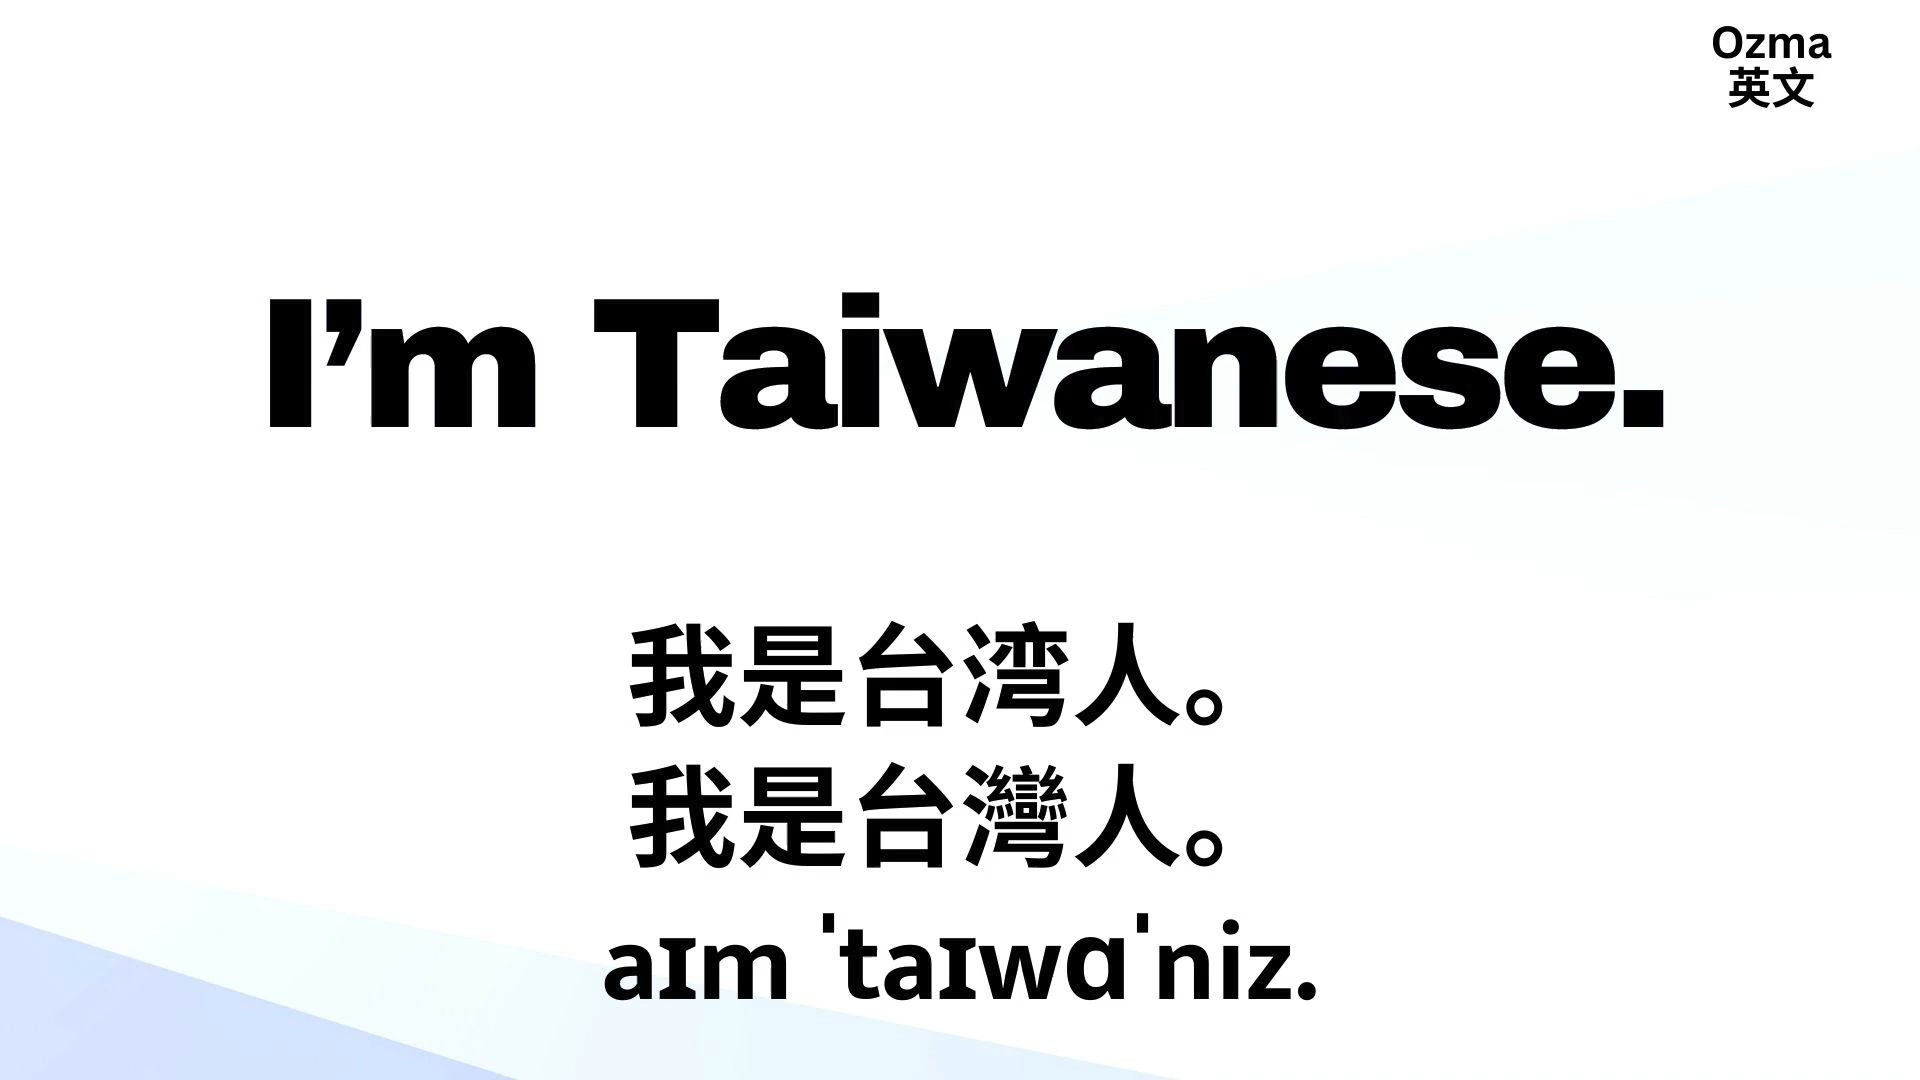 Ozma
英文
I’m Taiwanese.
我是台湾人。
我是台灣人。
aɪm ˈtaɪwɑˈniz.